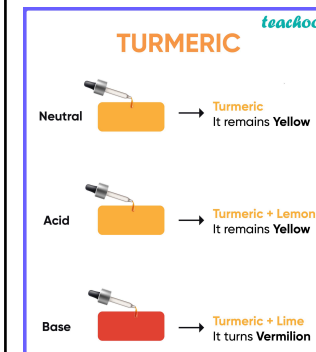 teachoo
TURMERIC
Neutral
Turmeric
It remains Yellow
Acid
Turmeric + Lemon
It remains Yellow
Base
Turmeric + Lime
It turns Vermilion